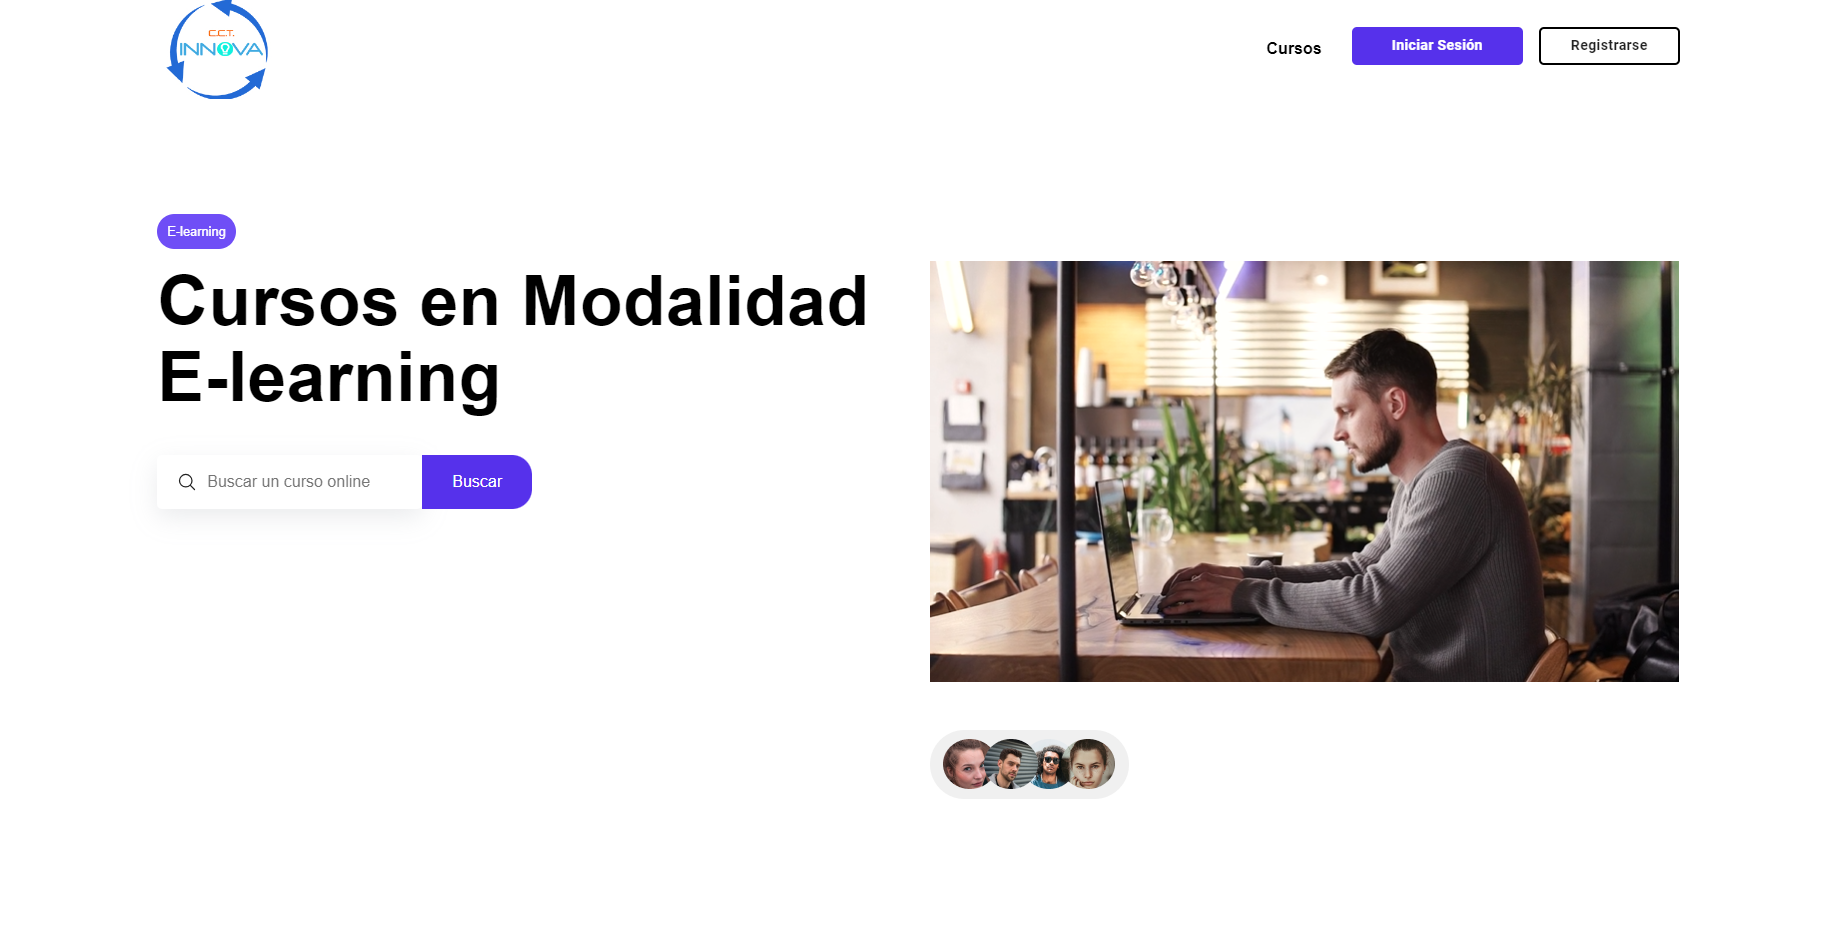 C.C.T.
INNOVA
Cursos
Iniciar Sesión
Registrarse
E-learning
Cursos en Modalidad
E-learning
Buscar un curso online
Buscar